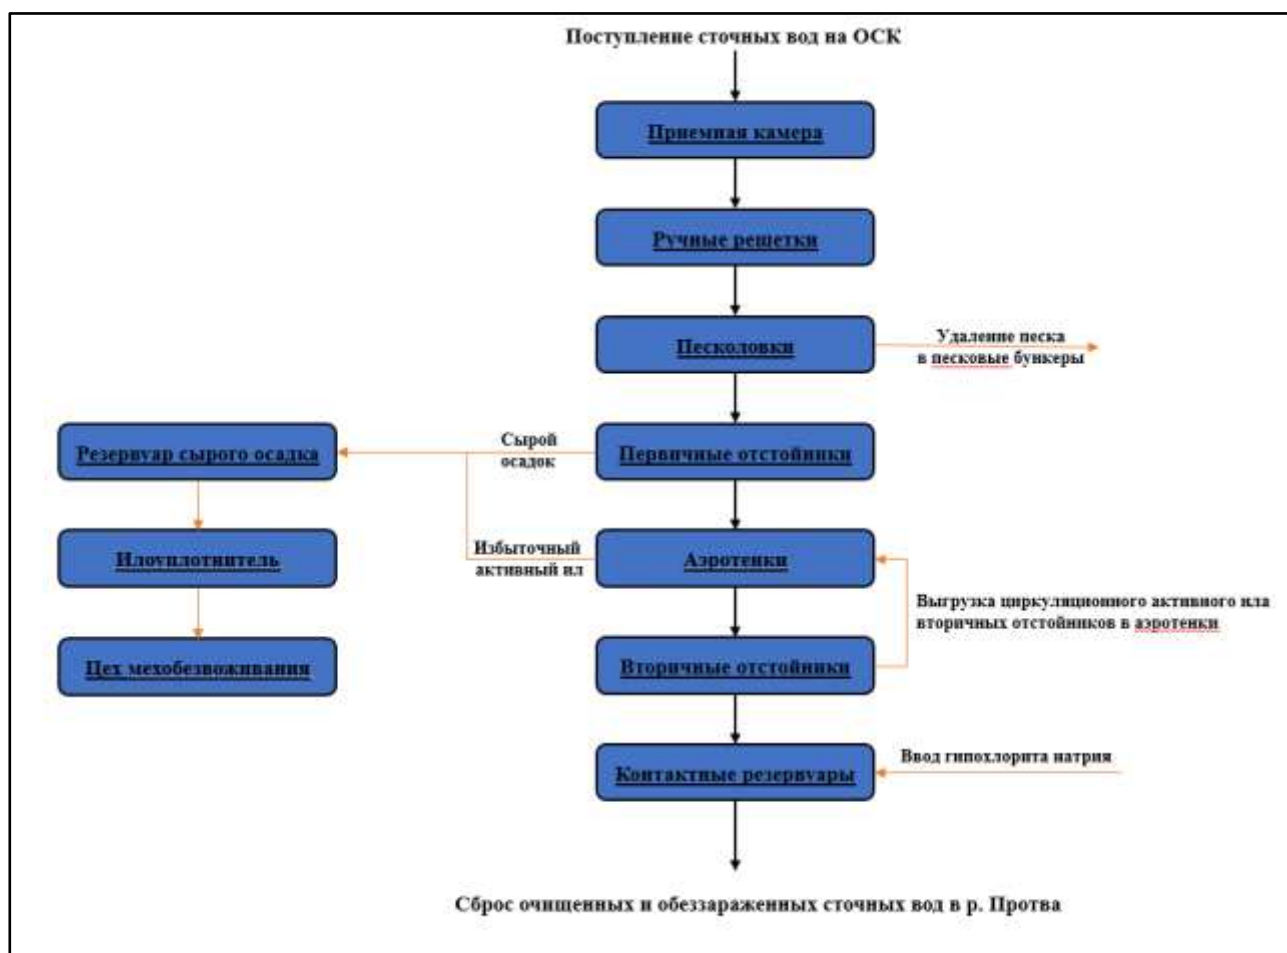 Поступление сточных вод на ОСК
Приемная камера
Ручные решетки
Песколовки
Удаление песка
в песковые бункеры
Резервуар сырого осадка
Сырой
осадок
Первичные отстойники
Илоуплотнитель
Избыточный
активный ил
Аэротенки
Выгрузка циркуляционного активного ила
вторичных отстойников в аэротенки
Цех мехобезвоживания
Вторичные отстойники
Ввод гипохлорита натрия
Контактные резервуары
Сброс очищенных и обеззараженных сточных вод в р. Протва